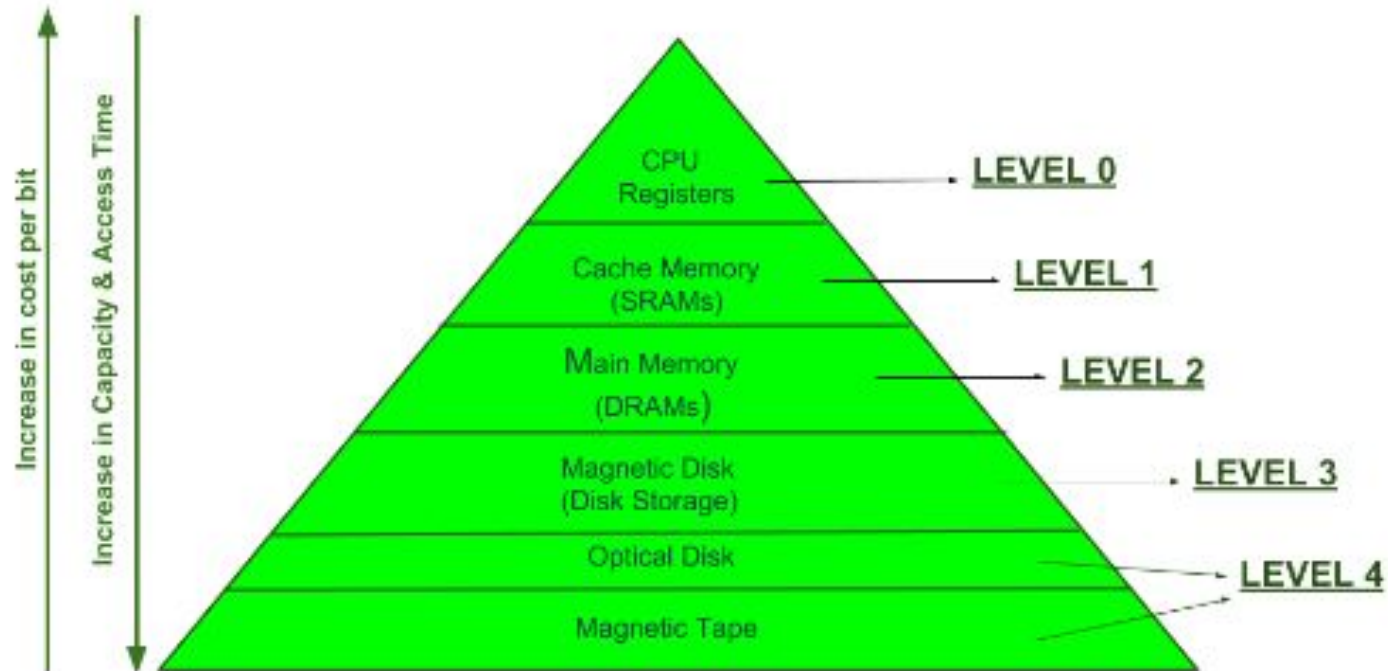 Increase in cost per bit
Increase in Capacity & Access Time
CPU
Registers
LEVEL 0
Cache Memory
(SRAMs)
LEVEL 1
Main Memory
(DRAMs)
LEVEL 2
Magnetic Disk
(Disk Storage)
LEVEL 3
Optical Disk
LEVEL 4
Magnetic Tape